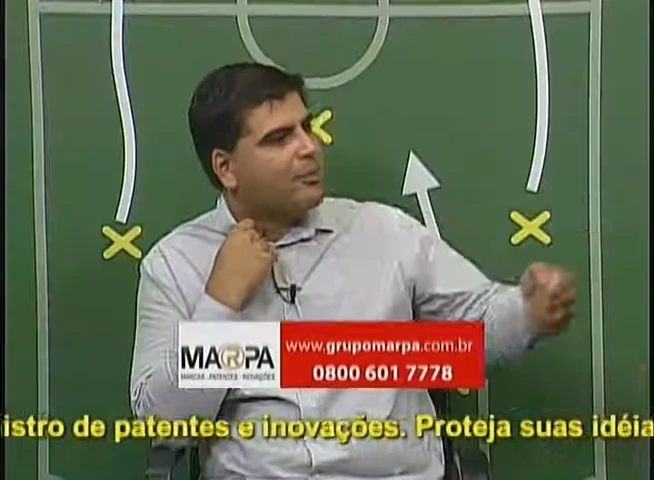 MARPA
MARCAS - PATENTES - INOVAÇÕES
www.grupomarpa.com.br
0800 601 7778
istro de patentes e inovações. Proteja suas idéia